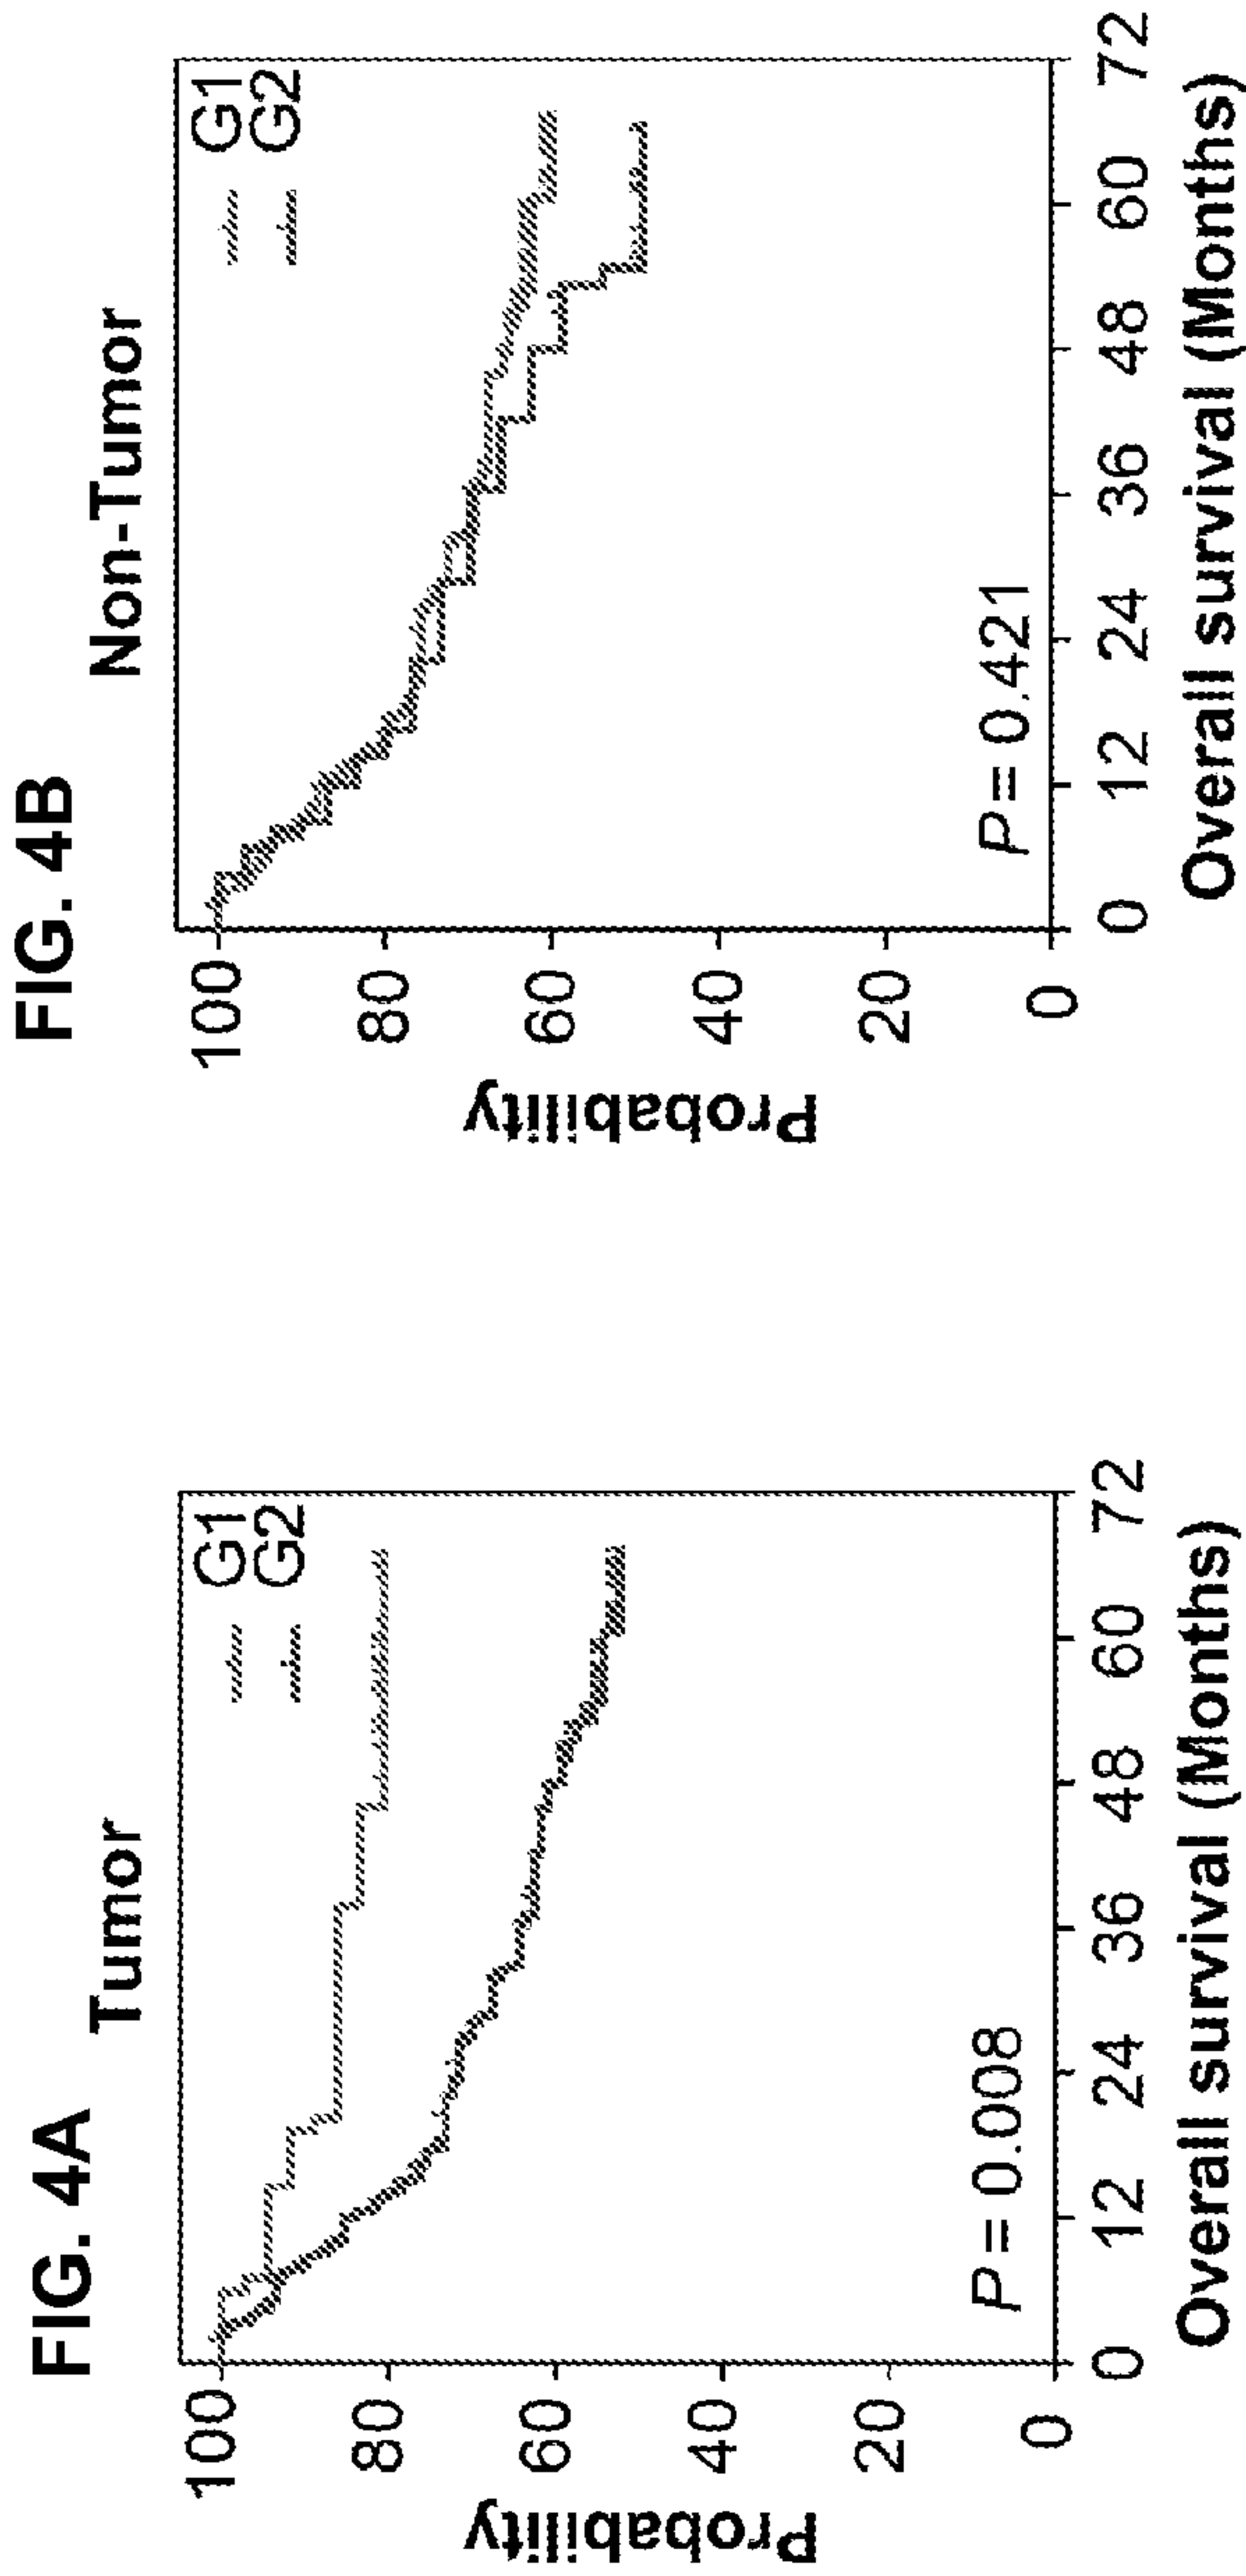 FIG. 4A
Tumor
Probability
100
80
60
40
20
0
G1
G2
P = 0.008
0 12 24 36 48 60 72
Overall survival (Months)
FIG. 4B
Non-Tumor
Probability
100
80
60
40
20
0
G1
G2
P = 0.421
0 12 24 36 48 60 72
Overall survival (Months)